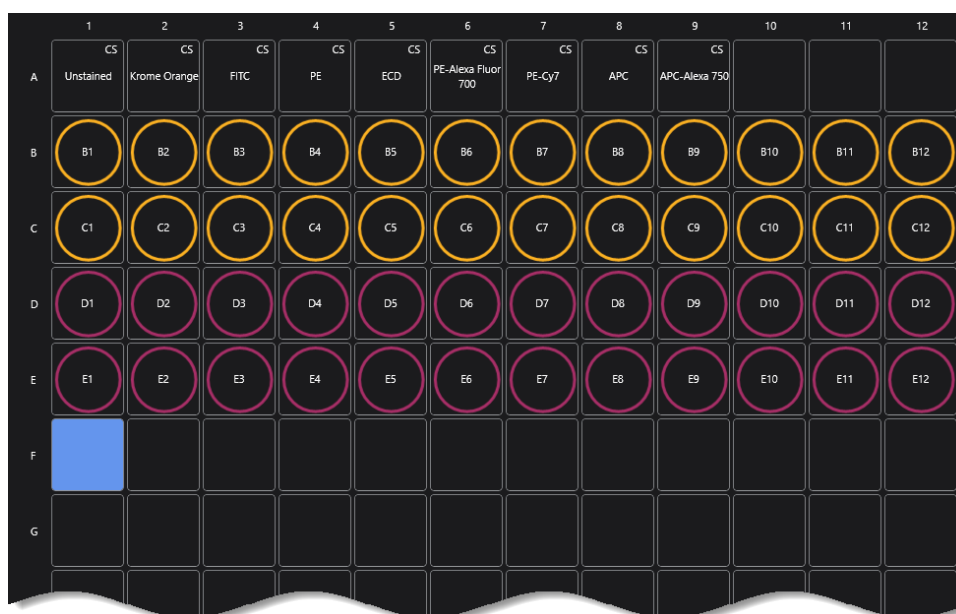 1 2 3 4 5 6 7 8 9 10 11 12
CS CS CS CS CS CS CS CS CS
A Unstained Krome Orange FITC PE ECD PE-Alexa Fluor 700 PE-Cy7 APC APC-Alexa 750
B B1 B2 B3 B4 B5 B6 B7 B8 B9 B10 B11 B12
C C1 C2 C3 C4 C5 C6 C7 C8 C9 C10 C11 C12
D D1 D2 D3 D4 D5 D6 D7 D8 D9 D10 D11 D12
E E1 E2 E3 E4 E5 E6 E7 E8 E9 E10 E11 E12
F
G